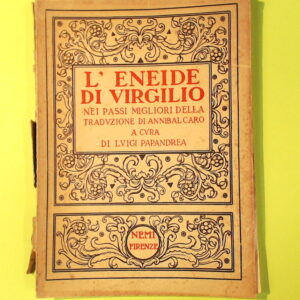 L' ENEIDE
DI VIRGILIO
NEI PASSI MIGLIORI DELLA
TRADVZIONE DI ANNIBAL CARO
A CVRA
DI LVIGI PAPANDREA
NEMI
FIRENZE